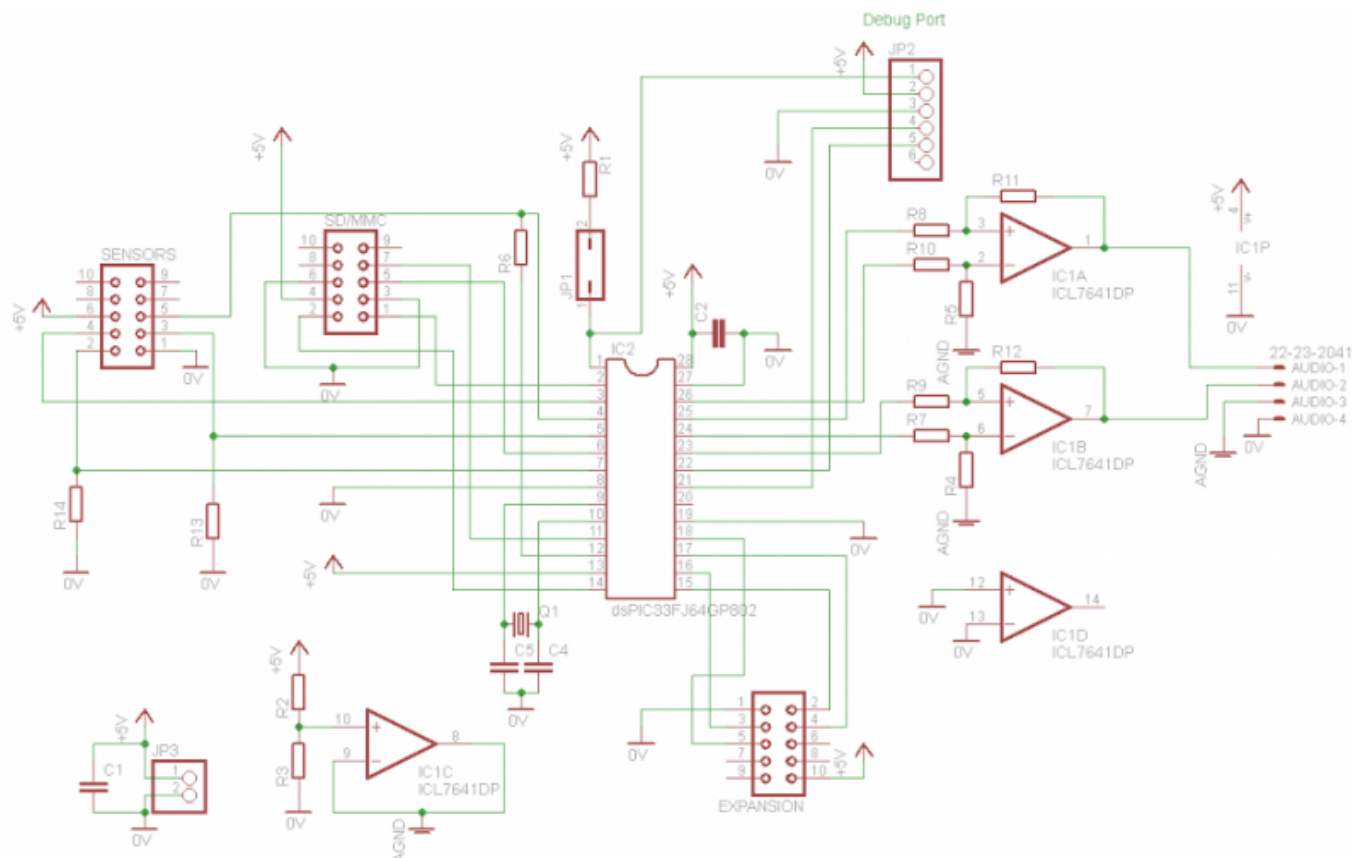 Debug Port
JP2
+5V
1
2
3
4
5
6
0V
+5V
+5V
R1
2
JP1
1
SD/MMC
10
8
6
4
2
9
7
5
3
1
0V
R6
SENSORS
10
8
6
4
2
9
7
5
3
1
+5V
0V
R14
0V
R13
0V
0V
+5V
+5V
C2
0V
IC2
1
2
3
4
5
6
7
8
9
10
11
12
13
14
28
27
26
25
24
23
22
21
20
19
18
17
16
15
dsPIC33FJ64GP802
0V
Q1
C5
C4
0V
R8
R10
R11
3
2
1
+
−
IC1A
ICL7641DP
R5
AGND
R9
R7
R12
5
6
7
+
−
IC1B
ICL7641DP
R4
AGND
+5V
4
V+
IC1P
V-
11
0V
22-23-2041
AUDIO-1
AUDIO-2
AUDIO-3
AUDIO-4
0V
AGND
12
13
14
+
−
0V
0V
IC1D
ICL7641DP
+5V
R2
R3
0V
10
9
8
+
−
IC1C
ICL7641DP
AGND
+5V
C1
JP3
1
2
0V
1
3
5
7
9
2
4
6
8
10
0V
+5V
EXPANSION